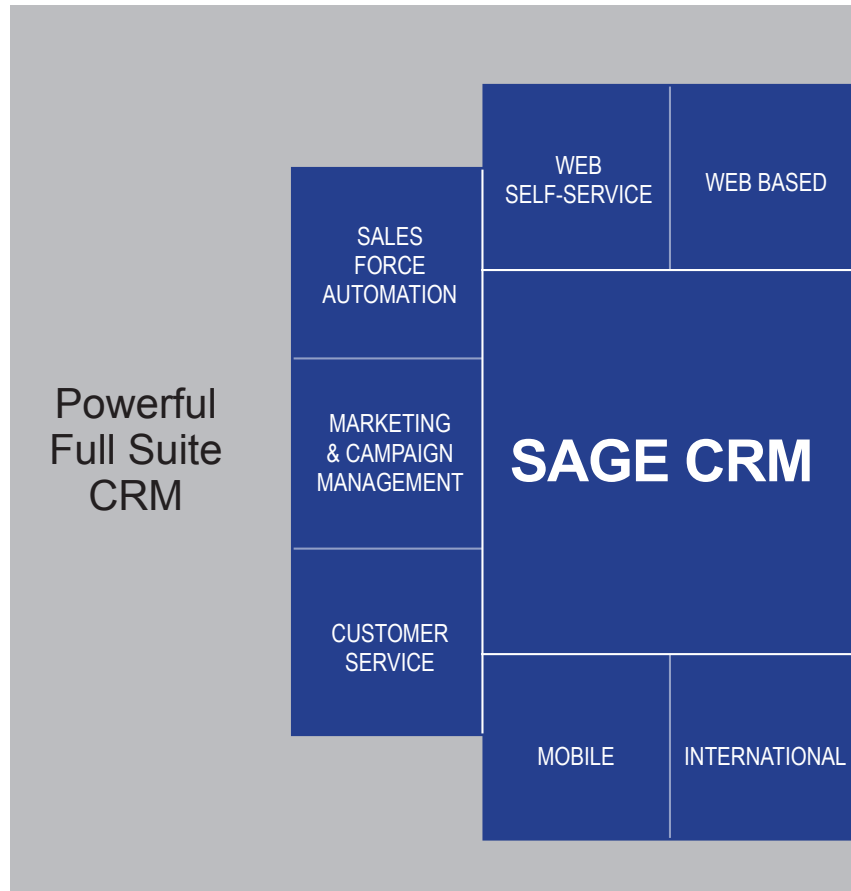 Powerful
Full Suite
CRM
SALES
FORCE
AUTOMATION
MARKETING
& CAMPAIGN
MANAGEMENT
CUSTOMER
SERVICE
WEB
SELF-SERVICE
WEB BASED
SAGE CRM
MOBILE
INTERNATIONAL